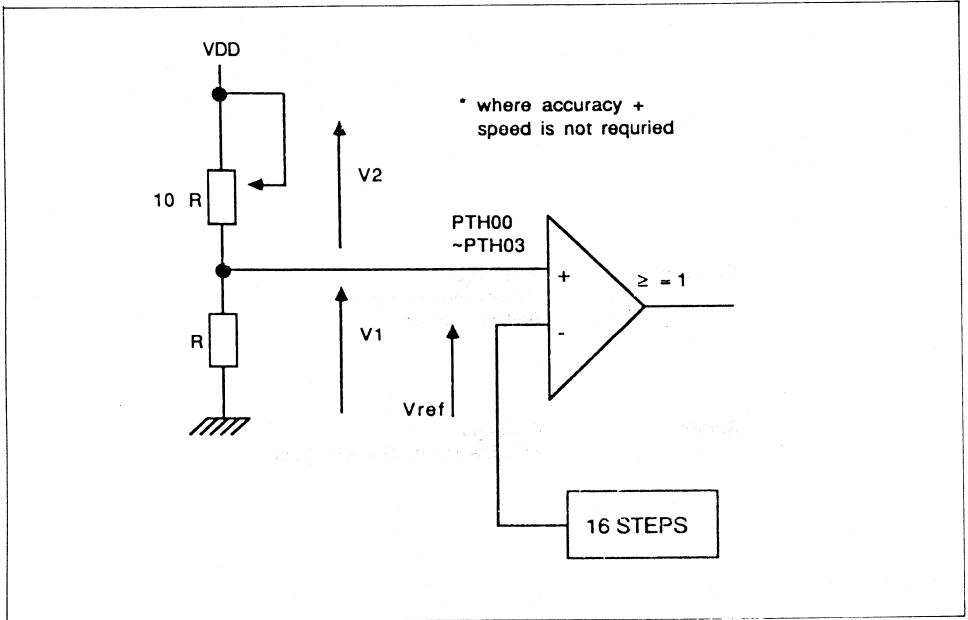 VDD
* where accuracy +
speed is not requried
V2
10 R
PTH00
~PTH03
+
≥ = 1
R
V1
-
Vref
16 STEPS